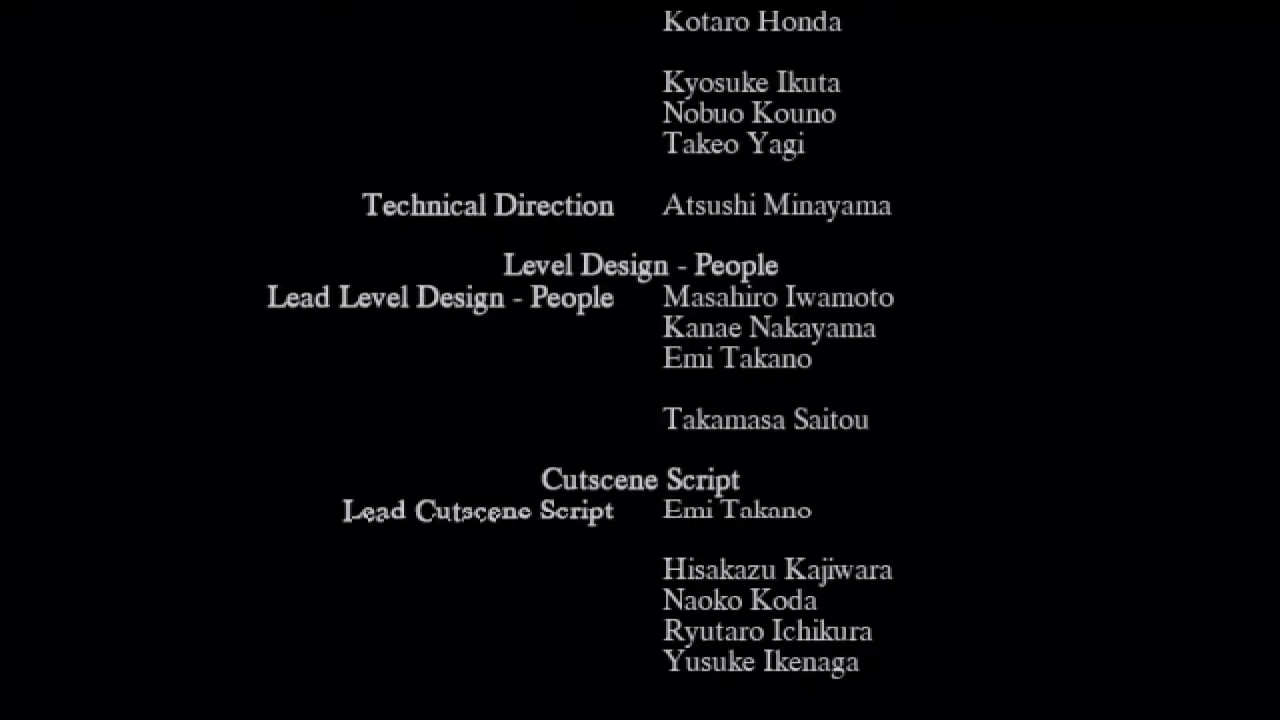 Kotaro Honda
Kyosuke Ikuta
Nobuo Kouno
Takeo Yagi
Technical Direction Atsushi Minayama
Level Design - People
Lead Level Design - People Masahiro Iwamoto
Kanae Nakayama
Emi Takano
Takamasa Saitou
Cutscene Script
Lead Cutscene Script Emi Takano
Hisakazu Kajiwara
Naoko Koda
Ryutaro Ichikura
Yusuke Ikenaga